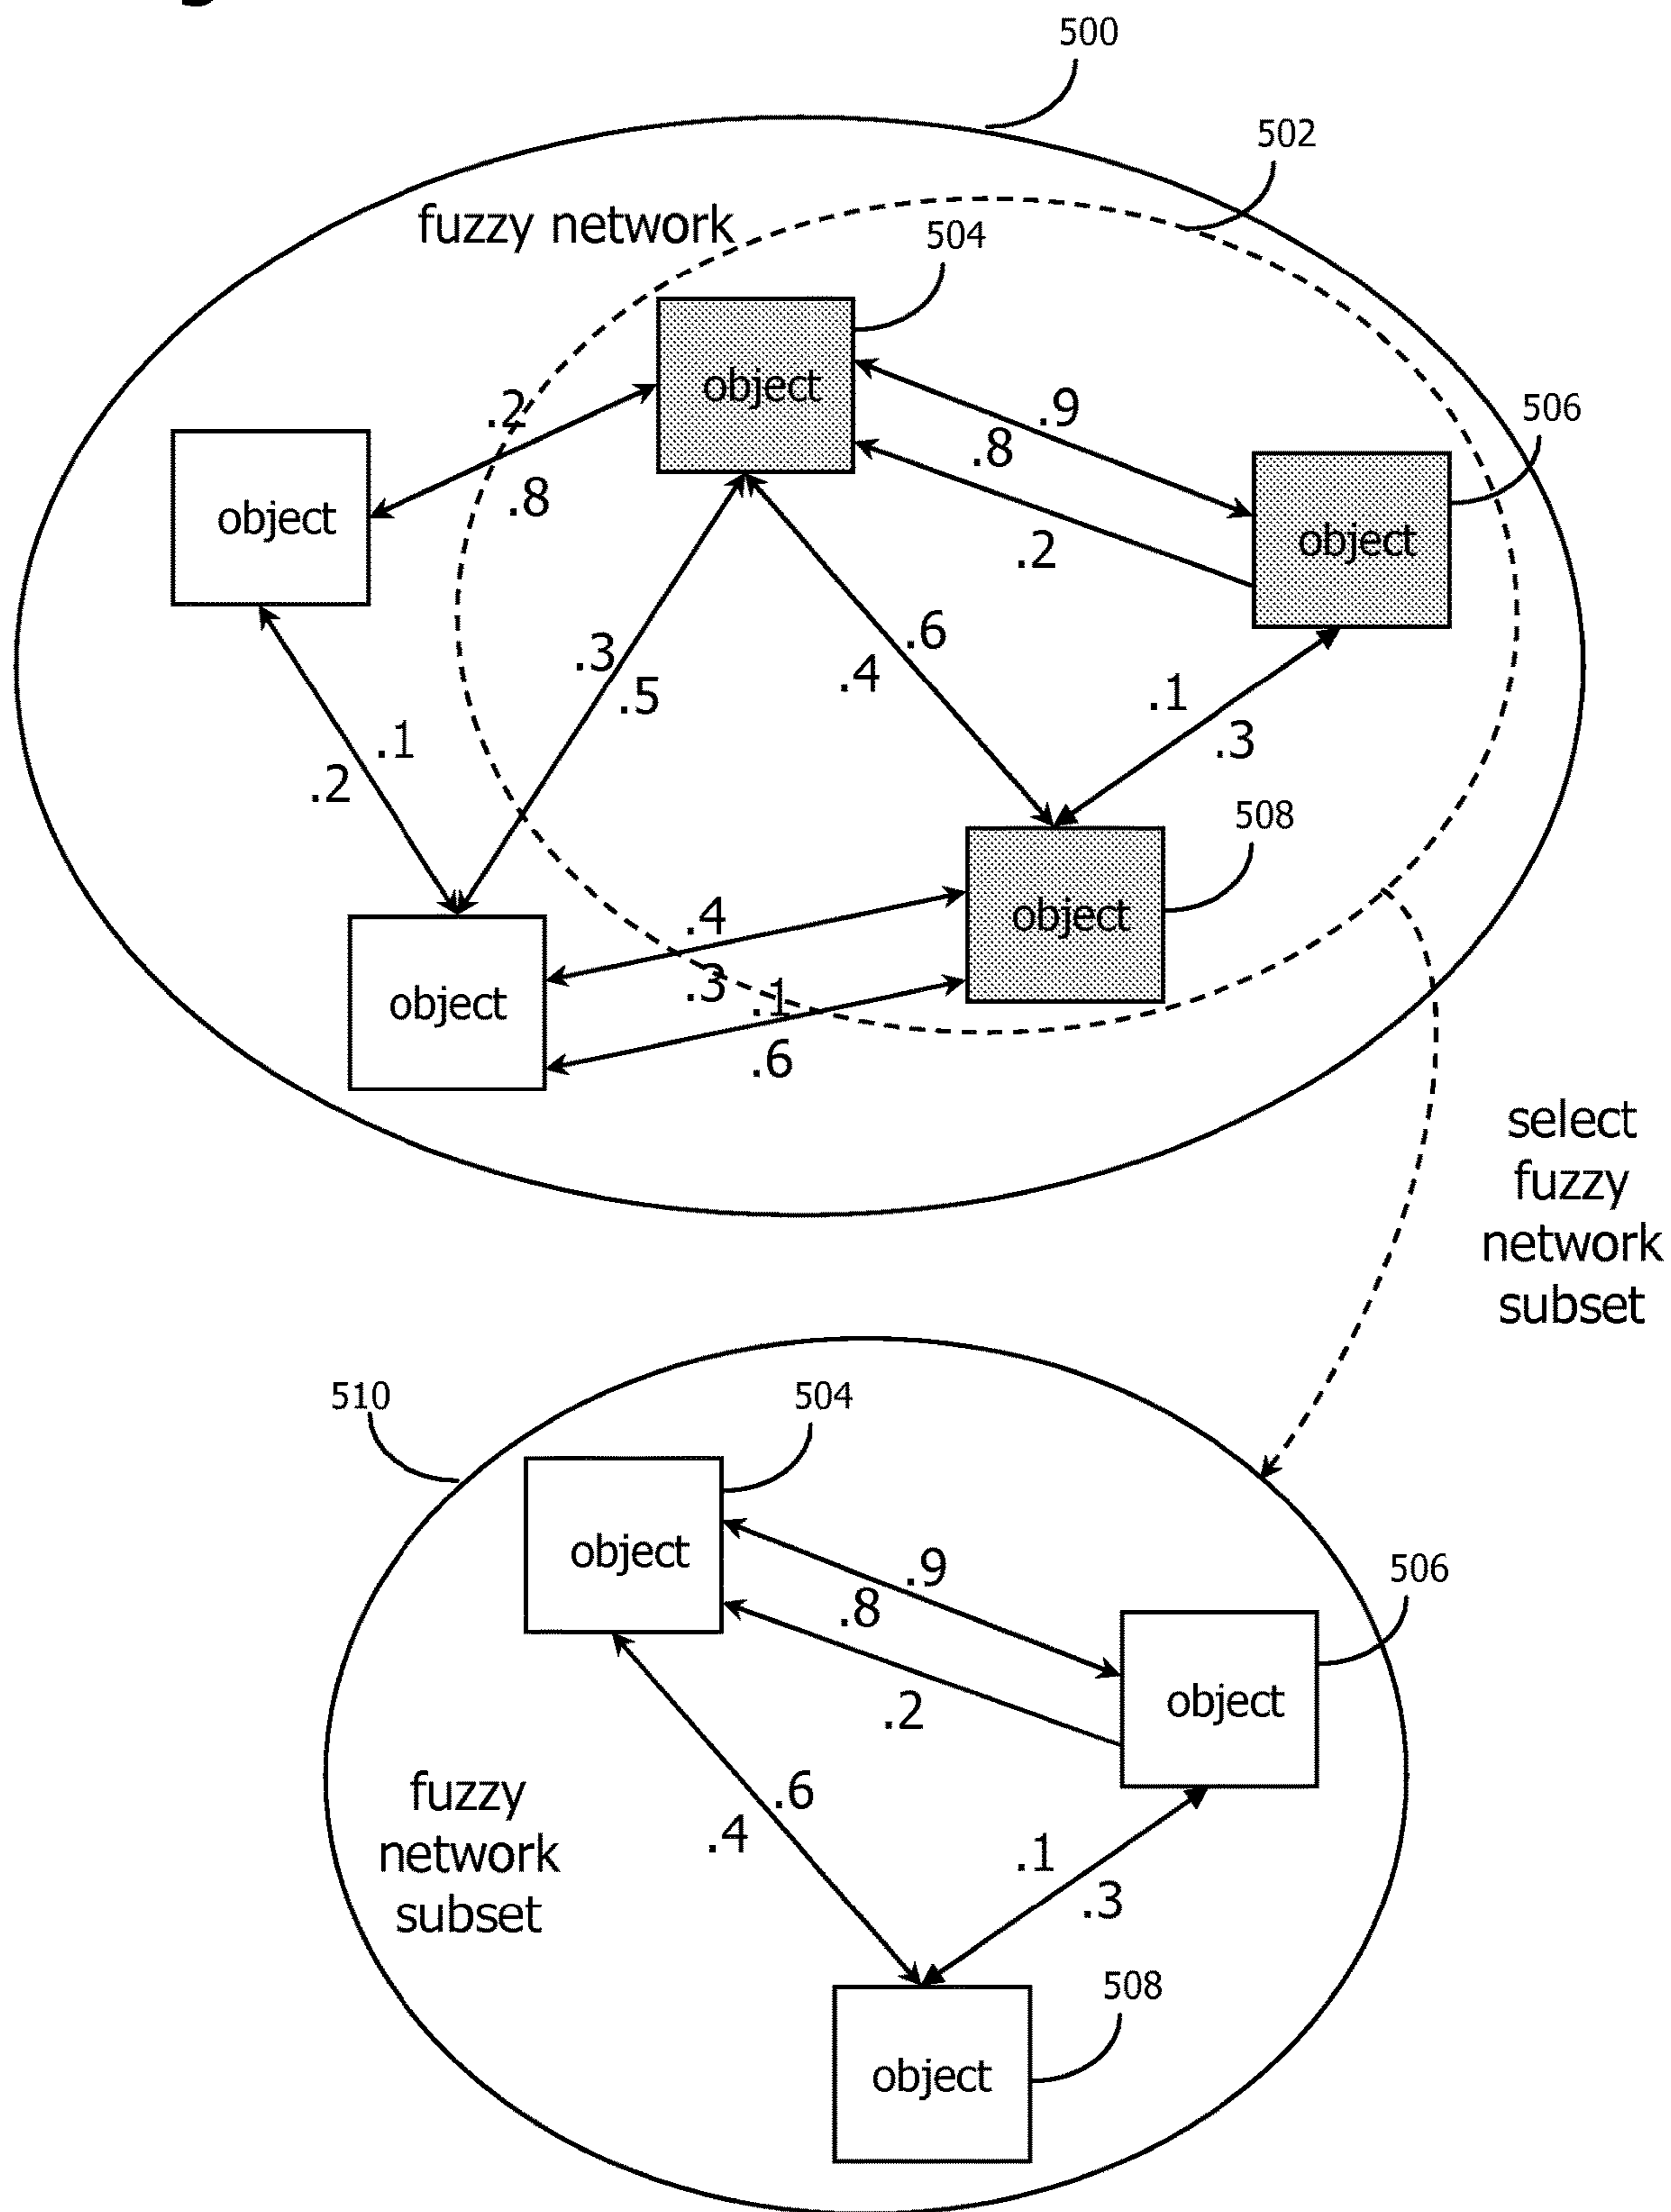 500
502
fuzzy network
504
object
.2
.9
506
.8
.8
object
object
.2
.6
.3
.4
.5
.1
.3
.1
.2
508
.4
object
.3
.1
object
.6
select
fuzzy
network
subset
510
504
object
.9
506
.8
object
.2
.6
fuzzy
.4
network
.1
subset
.3
508
object